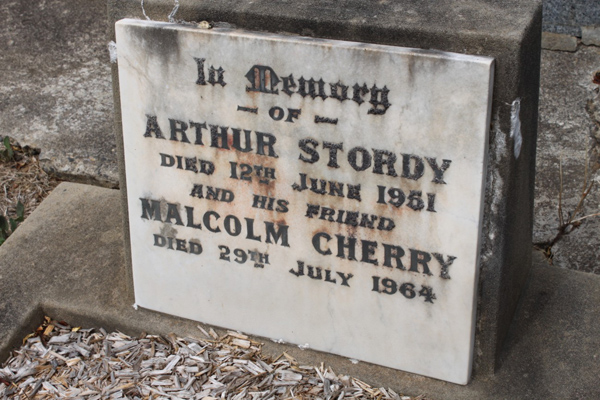 In Memory
– OF –
ARTHUR STORDY
DIED 12TH JUNE 1951
AND HIS FRIEND
MALCOLM CHERRY
DIED 29TH JULY 1964